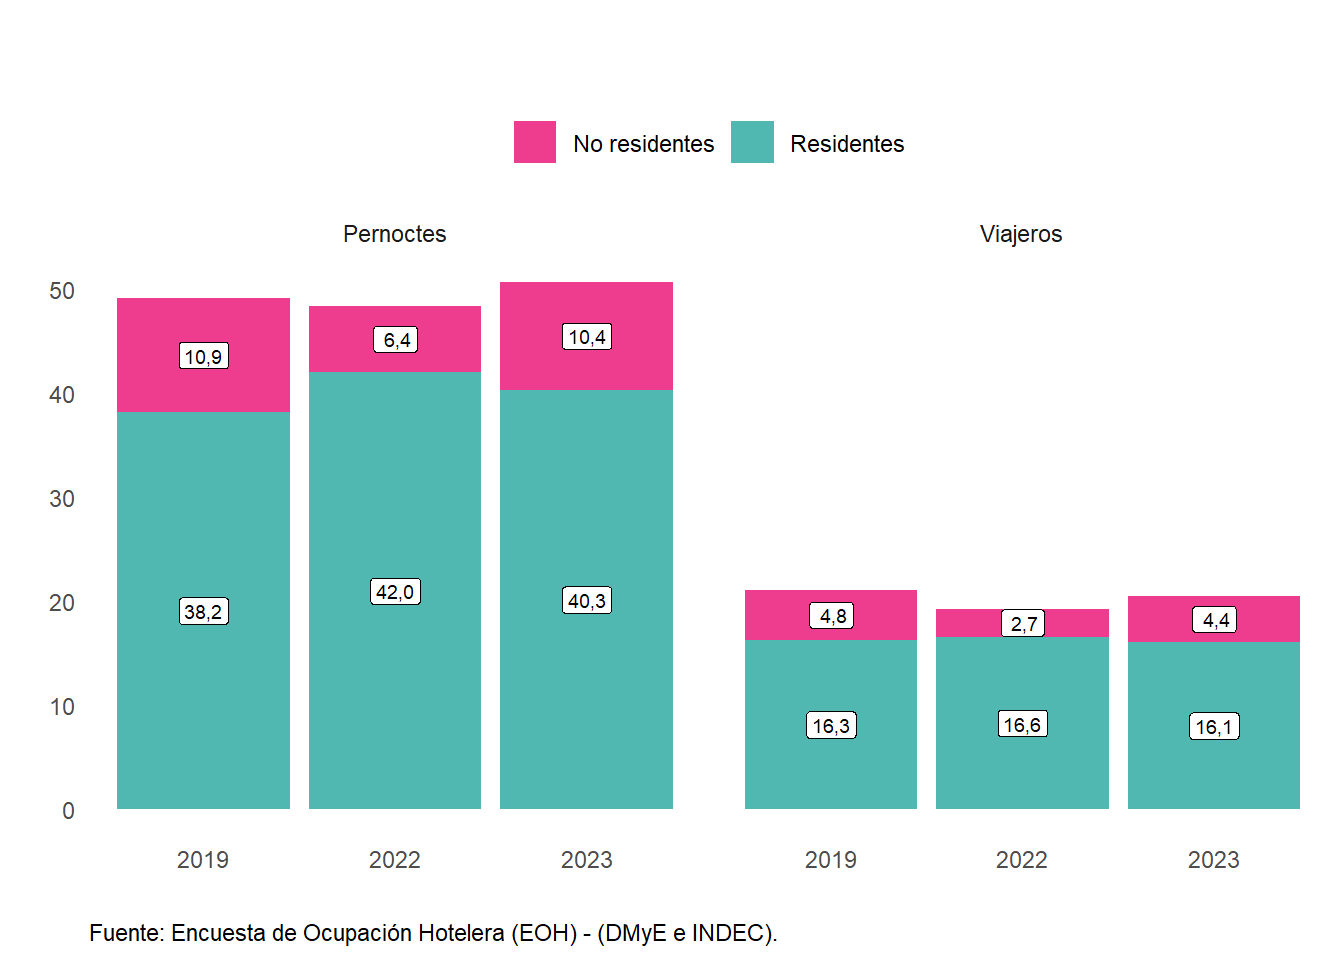 No residentes Residentes
Pernoctes Viajeros
50
40
30
20
10
0
10,9 6,4 10,4
38,2 42,0 40,3
4,8 2,7 4,4
16,3 16,6 16,1
2019 2022 2023 2019 2022 2023
Fuente: Encuesta de Ocupación Hotelera (EOH) - (DMyE e INDEC).